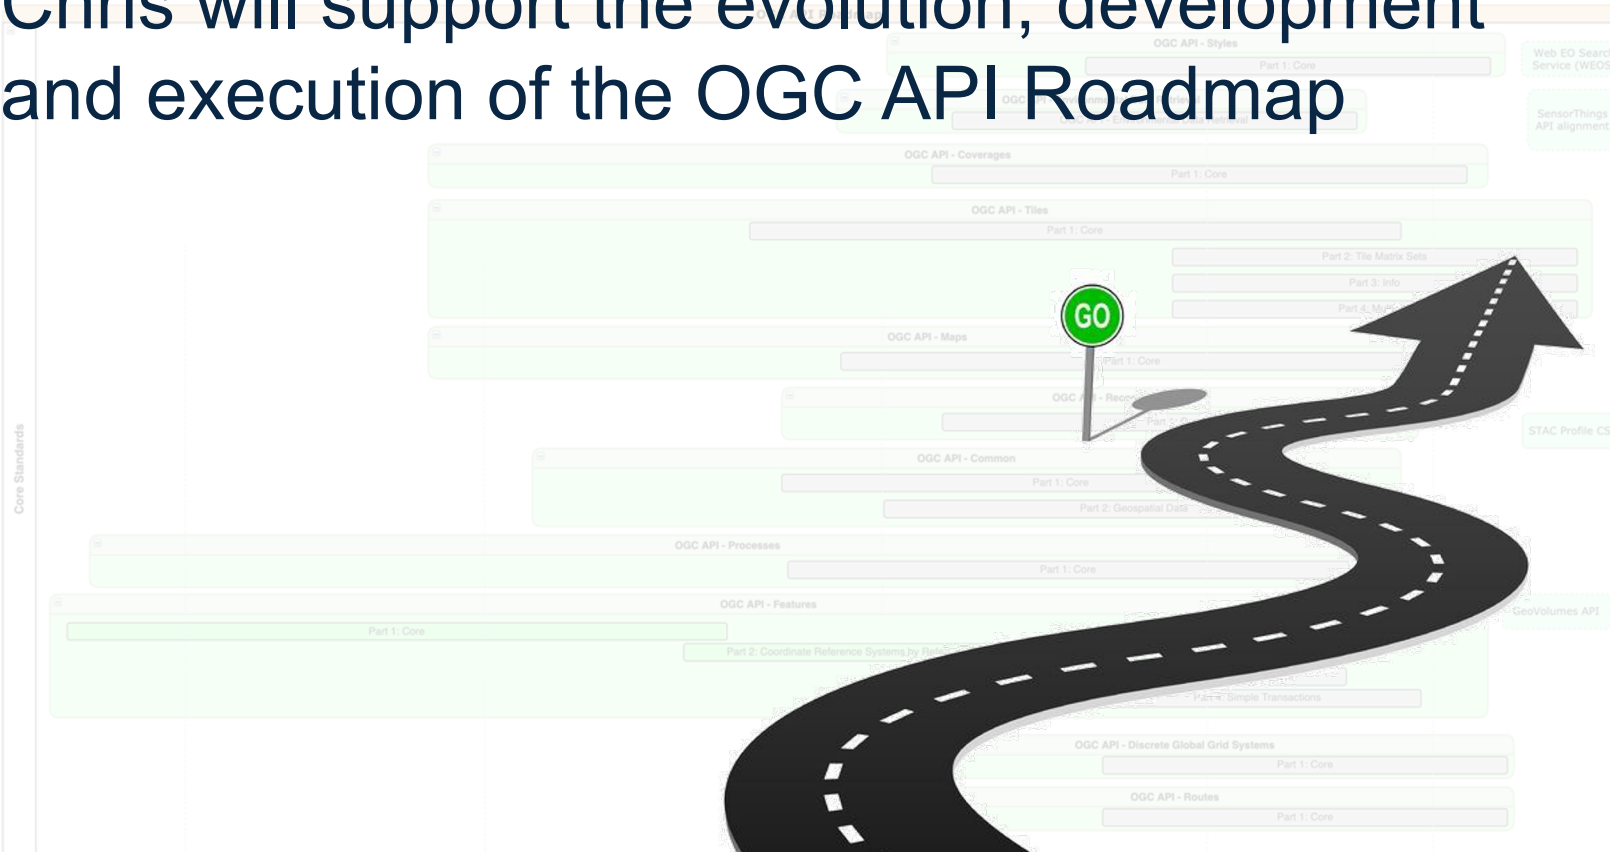 Chris will support the evolution, development
and execution of the OGC API Roadmap
OGC API - Styles
Part 1: Core
Web EO Search
Service (WEOS
SensorThings
API alignment
OGC API - Coverages
Part 1: Core
OGC API - Tiles
Part 1: Core
Part 2: Tile Matrix Sets
Part 3: Info
Part 4:
GO
OGC API - Maps
Part 1: Core
OGC
Core Standards
STAC Profile CS
OGC API - Common
Part 1: Core
Part 2: Geospatial Data
OGC API - Processes
Part 1: Core
OGC API - Features
GeoVolumes API
Part 1: Core
Part 2: Coordinate Reference Systems by
Simple Transactions
OGC API - Discrete Global Grid Systems
Part 1: Core
OGC API - Routes
Part 1: Core